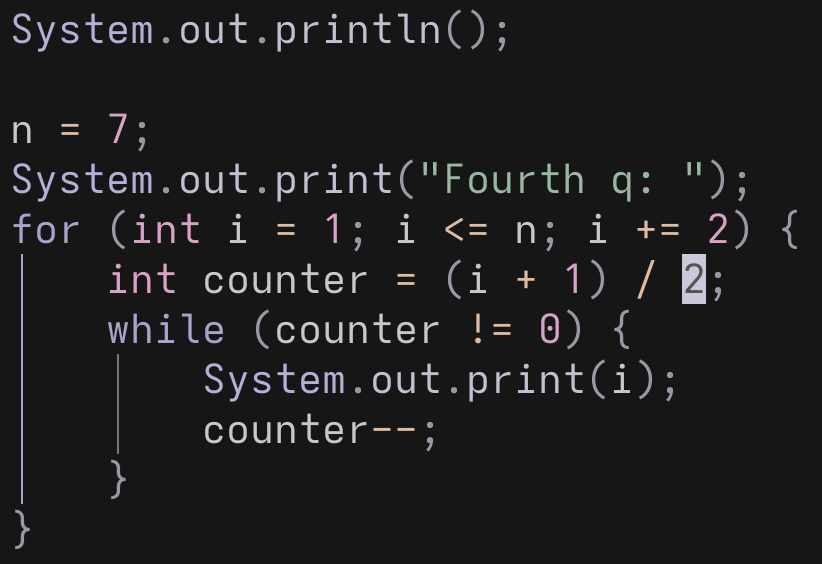 System.out.println();

n = 7;
System.out.print("Fourth q: ");
for (int i = 1; i <= n; i += 2) {
    int counter = (i + 1) / 2;
    while (counter != 0) {
        System.out.print(i);
        counter--;
    }
}